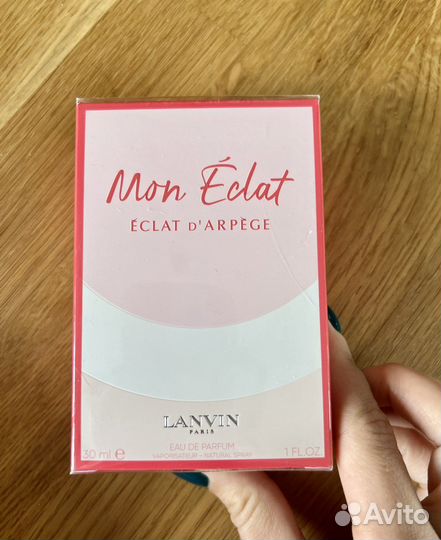 Mon Éclat
ÉCLAT D'ARPÈGE
LANVIN
PARIS
EAU DE PARFUM
VAPORISATEUR - NATURAL SPRAY
30 ml ℮
1 FL.OZ.
Avito